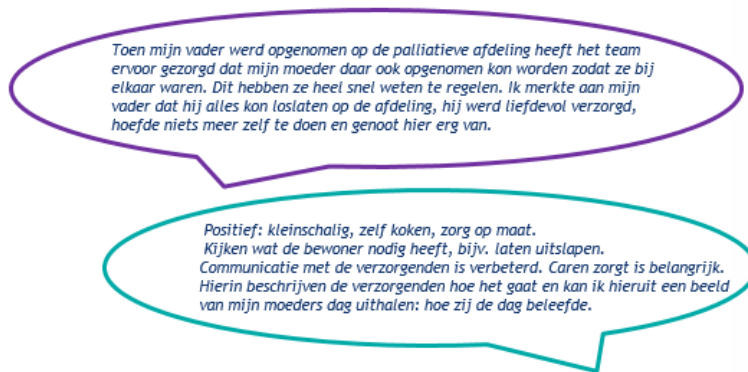 Toen mijn vader werd opgenomen op de palliatieve afdeling heeft het team
ervoor gezorgd dat mijn moeder daar ook opgenomen kon worden zodat ze bij
elkaar waren. Dit hebben ze heel snel weten te regelen. Ik merkte aan mijn
vader dat hij alles kon loslaten op de afdeling, hij werd liefdevol verzorgd,
hoefde niets meer zelf te doen en genoot hier erg van.
Positief: kleinschalig, zelf koken, zorg op maat.
Kijken wat de bewoner nodig heeft, bijv. laten uitslapen.
Communicatie met de verzorgenden is verbeterd. Caren zorgt is belangrijk.
Hierin beschrijven de verzorgenden hoe het gaat en kan ik hieruit een beeld
van mijn moeders dag uithalen: hoe zij de dag beleefde.